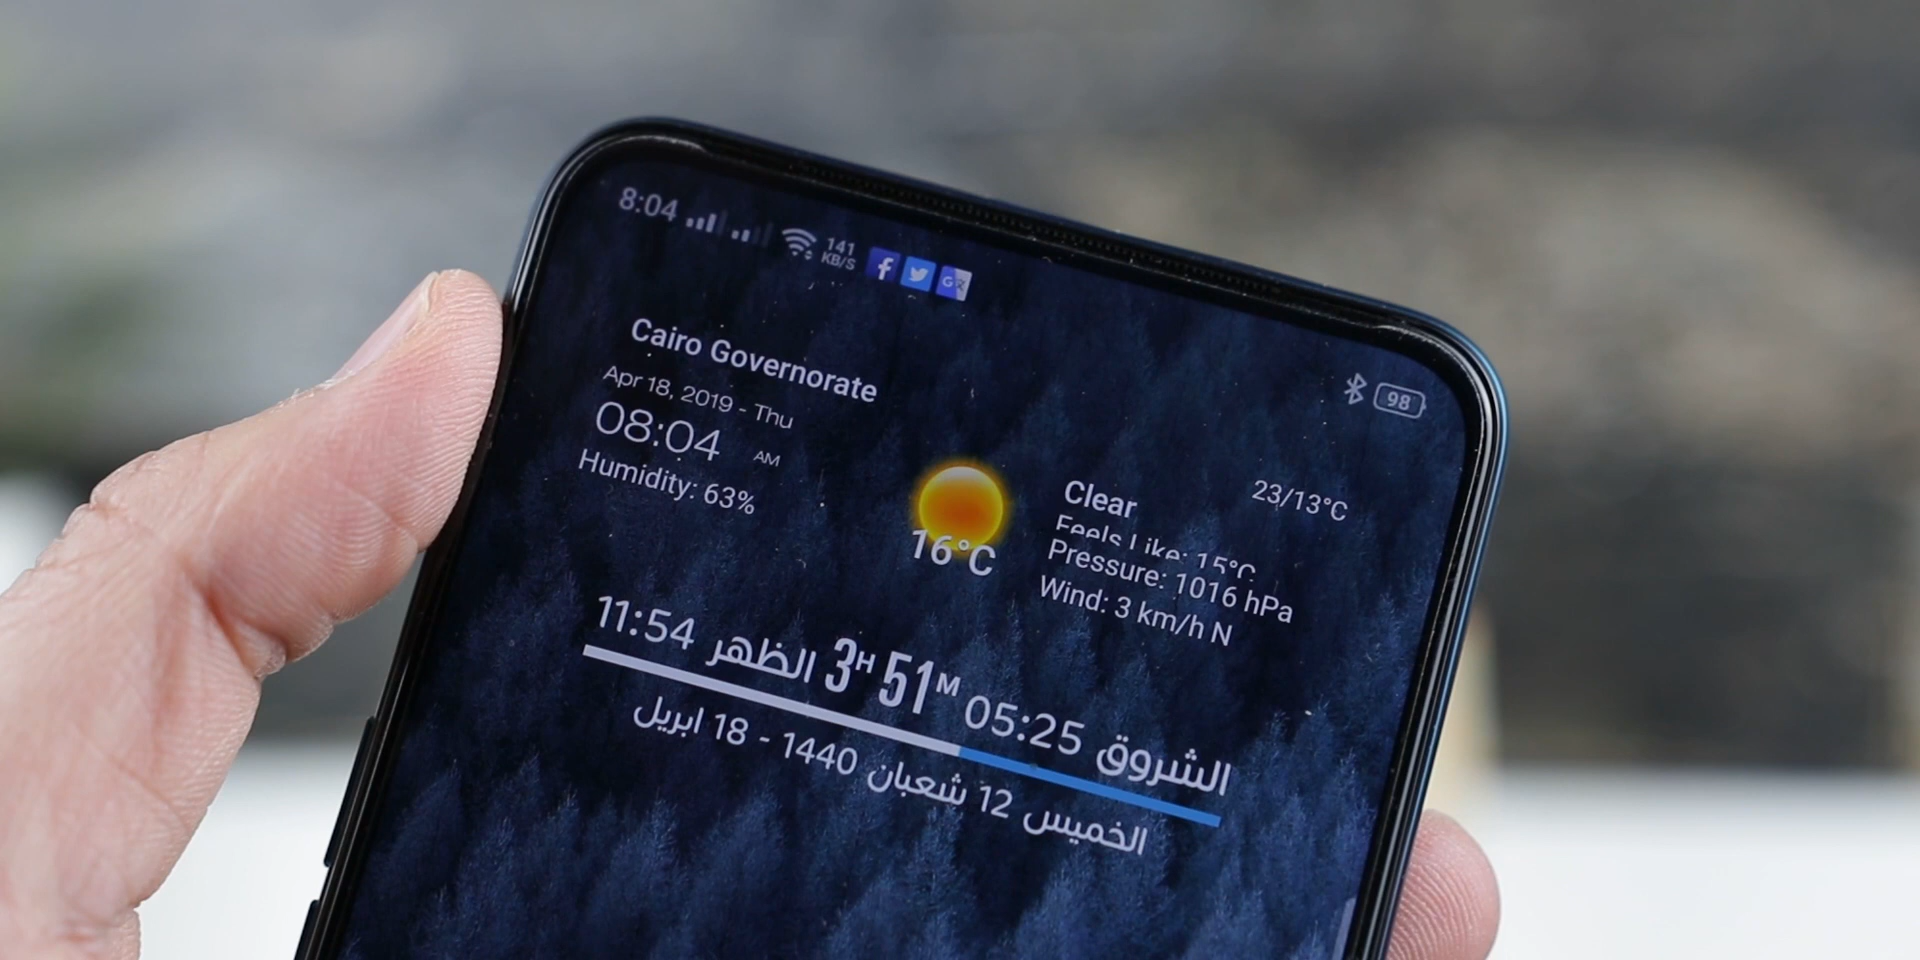 8:04 141 KB/S
98
Cairo Governorate
Apr 18, 2019 - Thu
08:04 AM
Humidity: 63%
16°C
Clear 23/13°C
Feels Like: 15°C
Pressure: 1016 hPa
Wind: 3 km/h N
الشروق 05:25 3H 51M الظهر 11:54
الخميس 12 شعبان 1440 - 18 ابريل